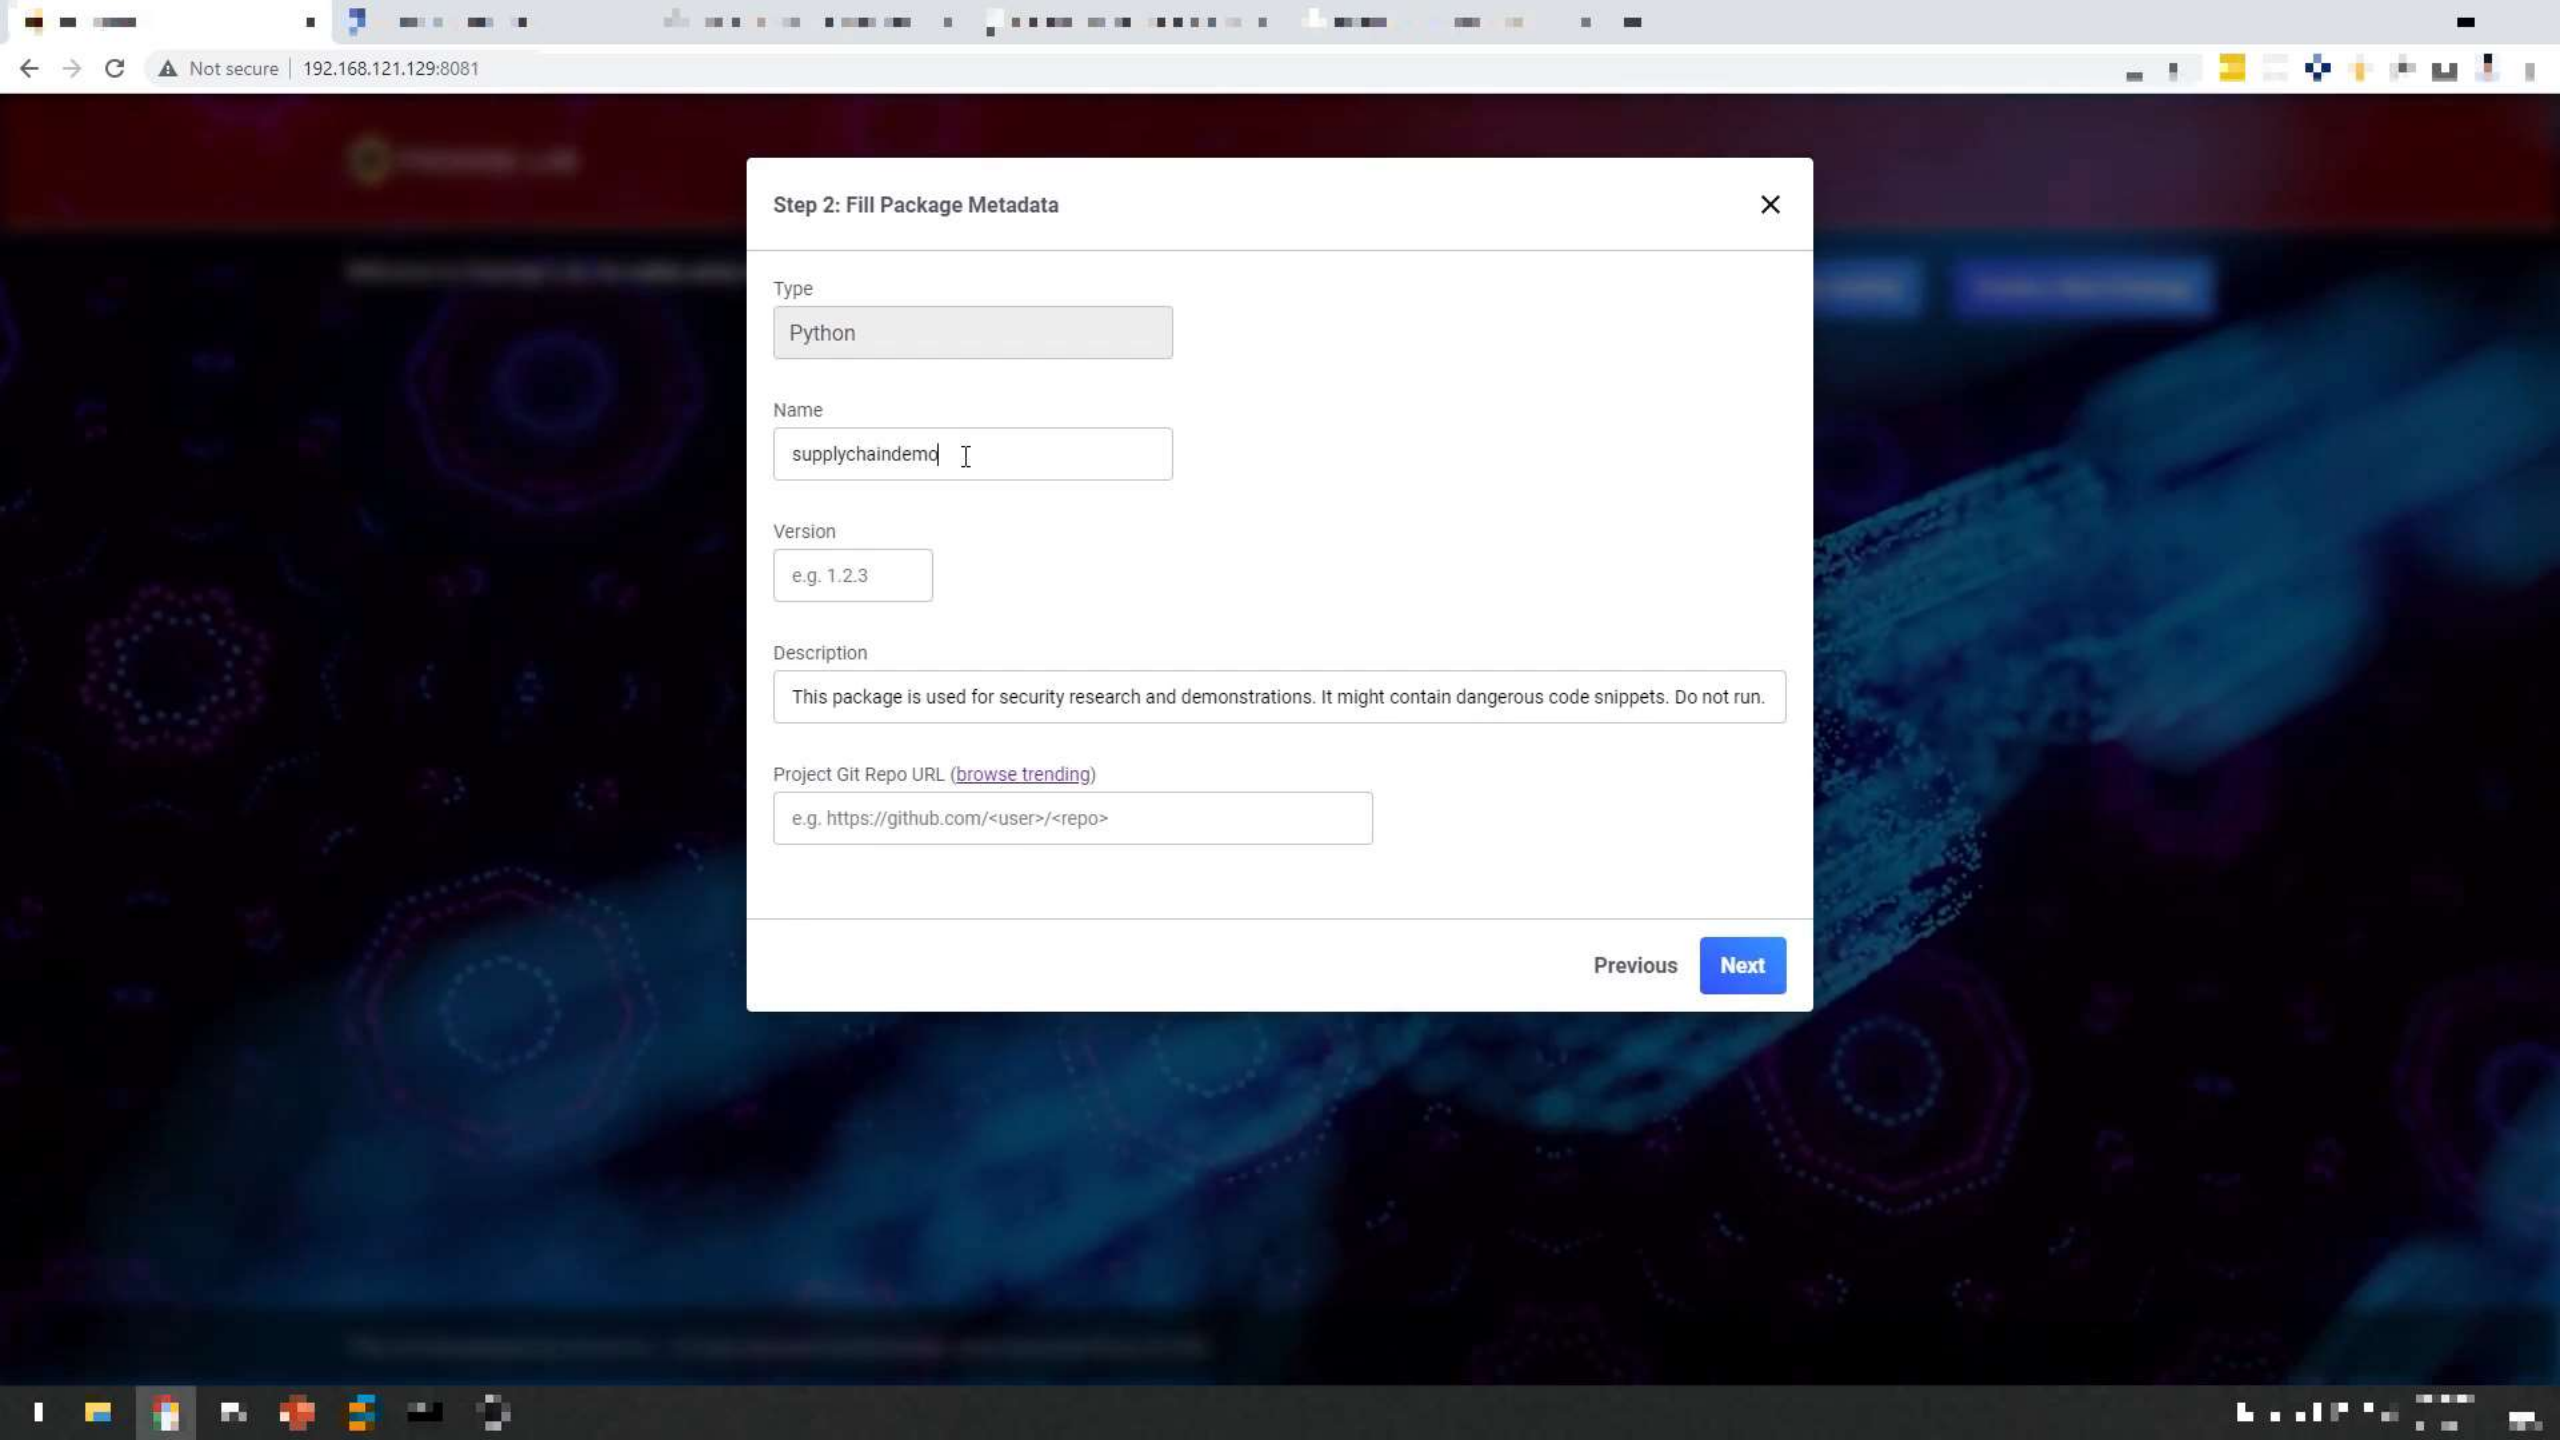 Not secure
192.168.121.129:8081
Step 2: Fill Package Metadata
Type
Python
Name
supplychaindemo
Version
e.g. 1.2.3
Description
This package is used for security research and demonstrations. It might contain dangerous code snippets. Do not run.
Project Git Repo URL (browse trending)
e.g. https://github.com/<user>/<repo>
Previous
Next